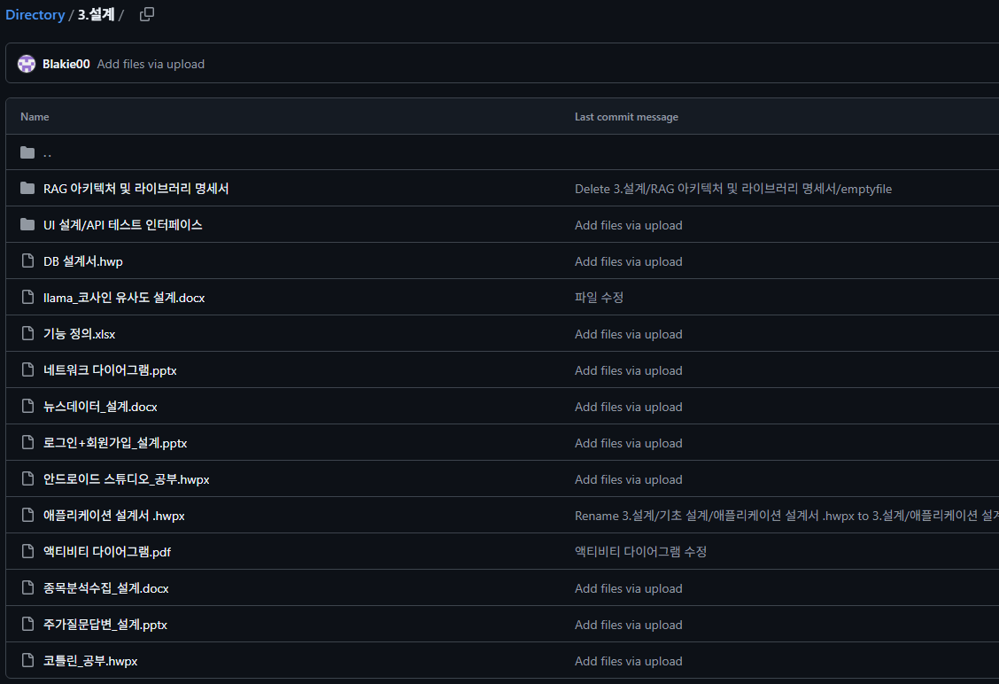 Directory / 3.설계 /
Blakie00 Add files via upload
Name Last commit message
..
RAG 아키텍처 및 라이브러리 명세서 Delete 3.설계/RAG 아키텍처 및 라이브러리 명세서/emptyfile
UI 설계/API 테스트 인터페이스 Add files via upload
DB 설계서.hwp Add files via upload
llama_코사인 유사도 설계.docx 파일 수정
기능 정의.xlsx Add files via upload
네트워크 다이어그램.pptx Add files via upload
뉴스데이터_설계.docx Add files via upload
로그인+회원가입_설계.pptx Add files via upload
안드로이드 스튜디오_공부.hwpx Add files via upload
애플리케이션 설계서 .hwpx Rename 3.설계/기초 설계/애플리케이션 설계서 .hwpx to 3.설계/애플리케이션 설계
액티비티 다이어그램.pdf 액티비티 다이어그램 수정
종목분석수집_설계.docx Add files via upload
주가질문답변_설계.pptx Add files via upload
코틀린_공부.hwpx Add files via upload